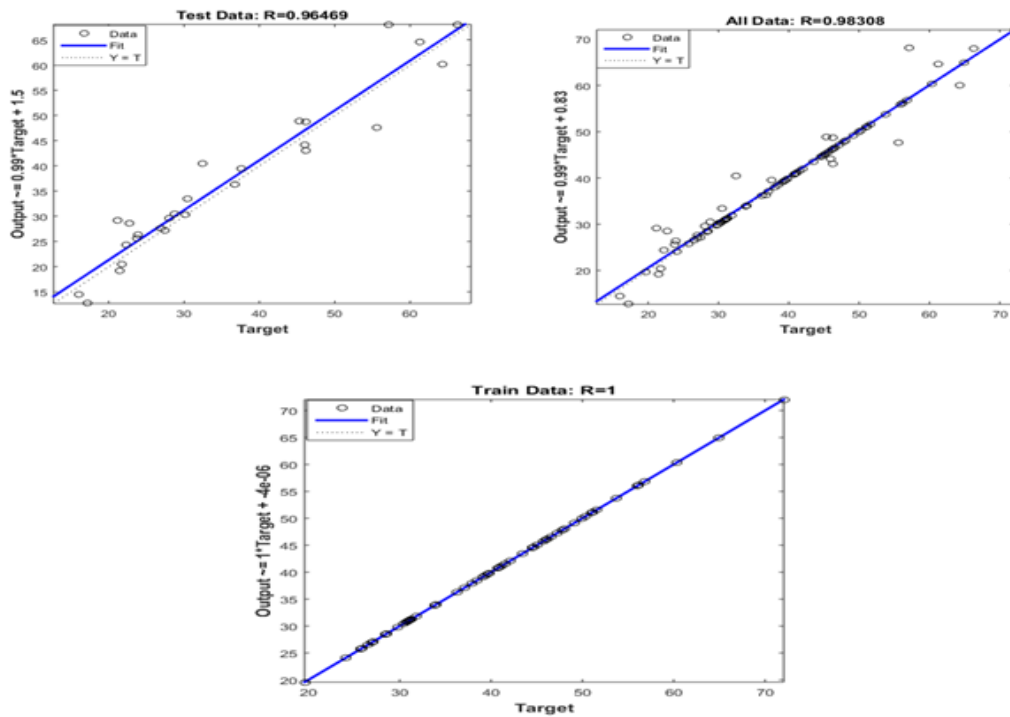 Test Data: R=0.96469
Data
Fit
Y = T
Output ~= 0.99*Target + 1.5
65
60
55
50
45
40
35
30
25
20
15
20
30
40
50
60
Target
All Data: R=0.98308
Data
Fit
Y = T
Output ~= 0.99*Target + 0.83
70
60
50
40
30
20
20
30
40
50
60
70
Target
Train Data: R=1
Data
Fit
Y = T
Output ~= 1*Target + -4e-06
70
65
60
55
50
45
40
35
30
25
20
20
30
40
50
60
70
Target